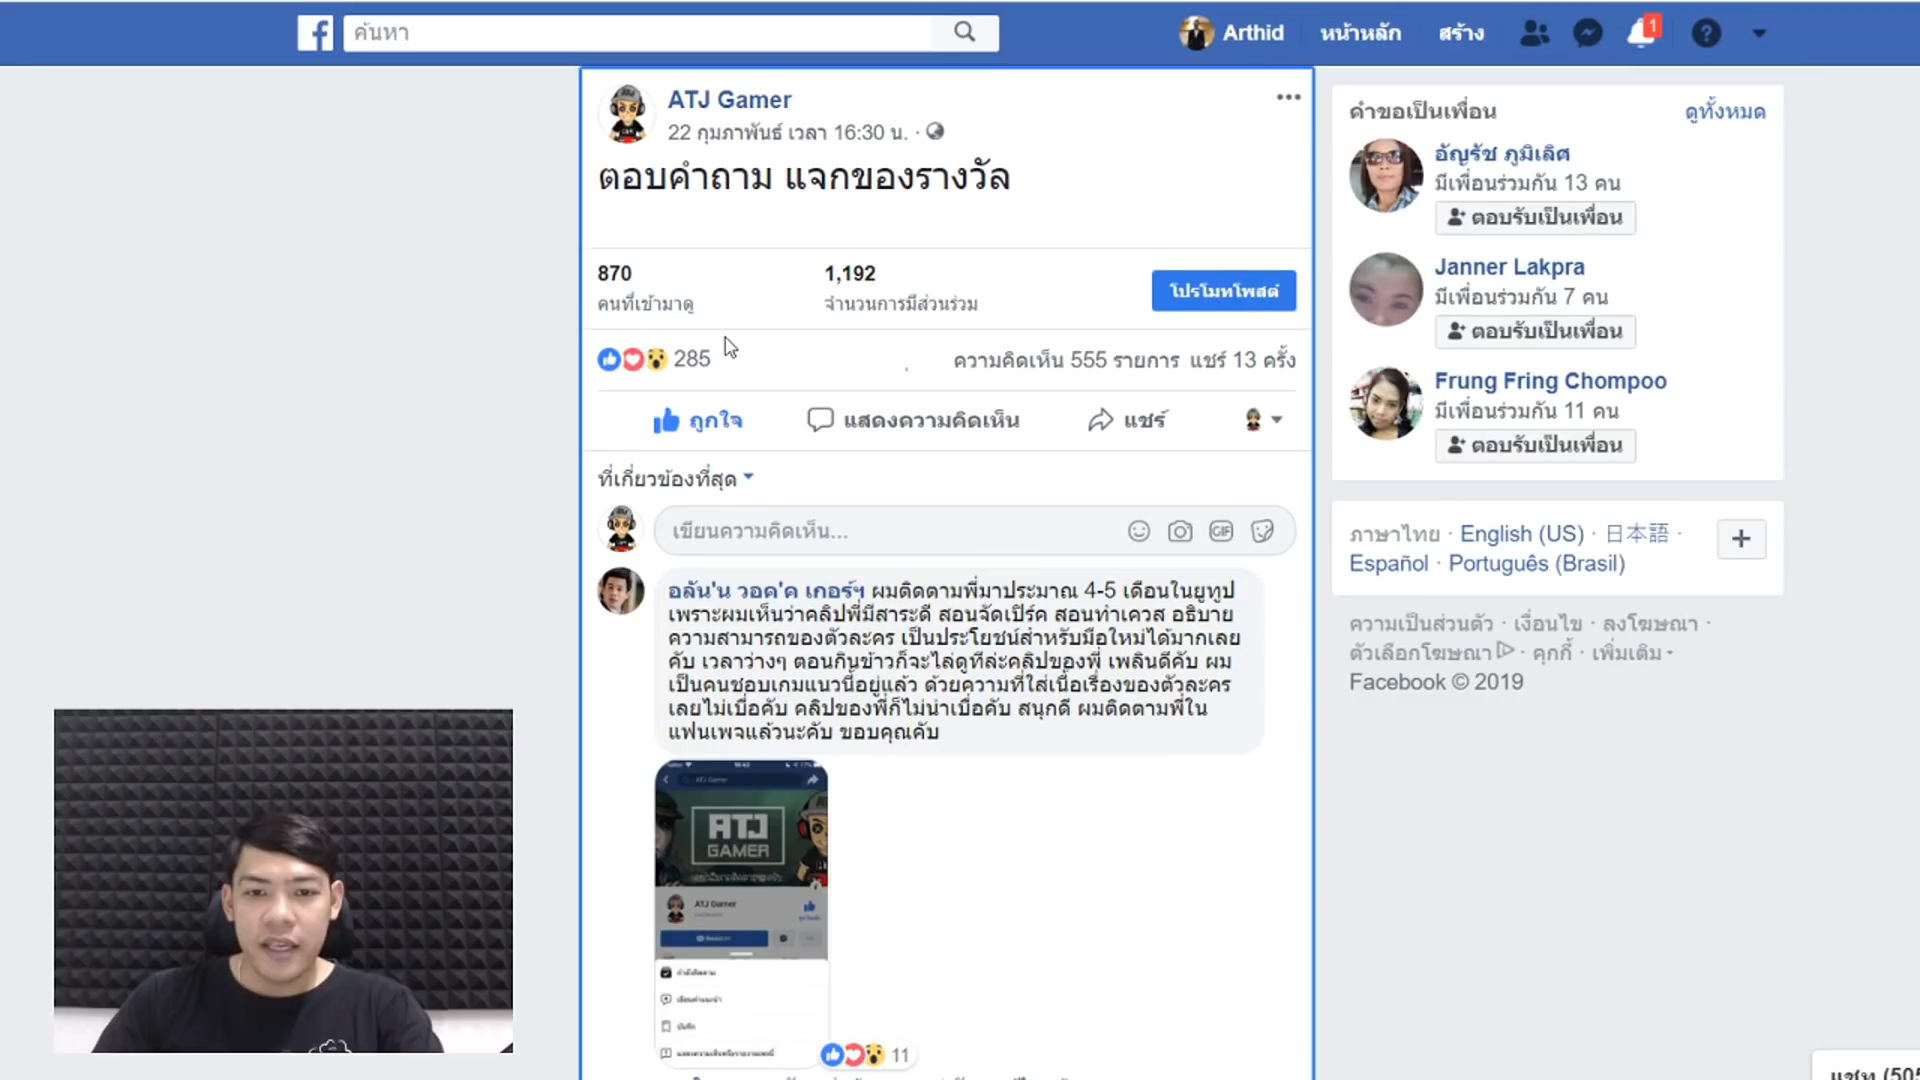 ค้นหา
Arthid
หน้าหลัก
สร้าง
1
ATJ Gamer
22 กุมภาพันธ์ เวลา 16:30 น. ·
ตอบคำถาม แจกของรางวัล
870
คนที่เข้ามาดู
1,192
จำนวนการมีส่วนร่วม
โปรโมทโพสต์
285
ความคิดเห็น 555 รายการ แชร์ 13 ครั้ง
ถูกใจ
แสดงความคิดเห็น
แชร์
ที่เกี่ยวข้องที่สุด
เขียนความคิดเห็น...
GIF
อลัน'น วอค'ค เกอร์ฯ ผมติดตามพี่มาประมาณ 4-5 เดือนในยูทูป
เพราะผมเห็นว่าคลิปพี่มีสาระดี สอนจัดเปิร์ค สอนทำเควส อธิบาย
ความสามารถของตัวละคร เป็นประโยชน์สำหรับมือใหม่ได้มากเลย
คับ เวลาว่างๆ ตอนกินข้าวก็จะไล่ดูทีล่ะคลิปของพี่ เพลินดีคับ ผม
เป็นคนชอบเกมแนวนี้อยู่แล้ว ด้วยความที่ใส่เนื้อเรื่องของตัวละคร
เลยไม่เบื่อคับ คลิปของพี่ก็ไม่น่าเบื่อคับ สนุกดี ผมติดตามพี่ใน
แฟนเพจแล้วนะคับ ขอบคุณคับ
ATJ Gamer
ATJ
GAMER
ATJ Gamer
บันทึก
11
คำขอเป็นเพื่อน
ดูทั้งหมด
อัญรัช ภูมิเลิศ
มีเพื่อนร่วมกัน 13 คน
ตอบรับเป็นเพื่อน
Janner Lakpra
มีเพื่อนร่วมกัน 7 คน
ตอบรับเป็นเพื่อน
Frung Fring Chompoo
มีเพื่อนร่วมกัน 11 คน
ตอบรับเป็นเพื่อน
ภาษาไทย · English (US) · 日本語 ·
Español · Português (Brasil)
ความเป็นส่วนตัว · เงื่อนไข · ลงโฆษณา ·
ตัวเลือกโฆษณา · คุกกี้ · เพิ่มเติม
Facebook © 2019